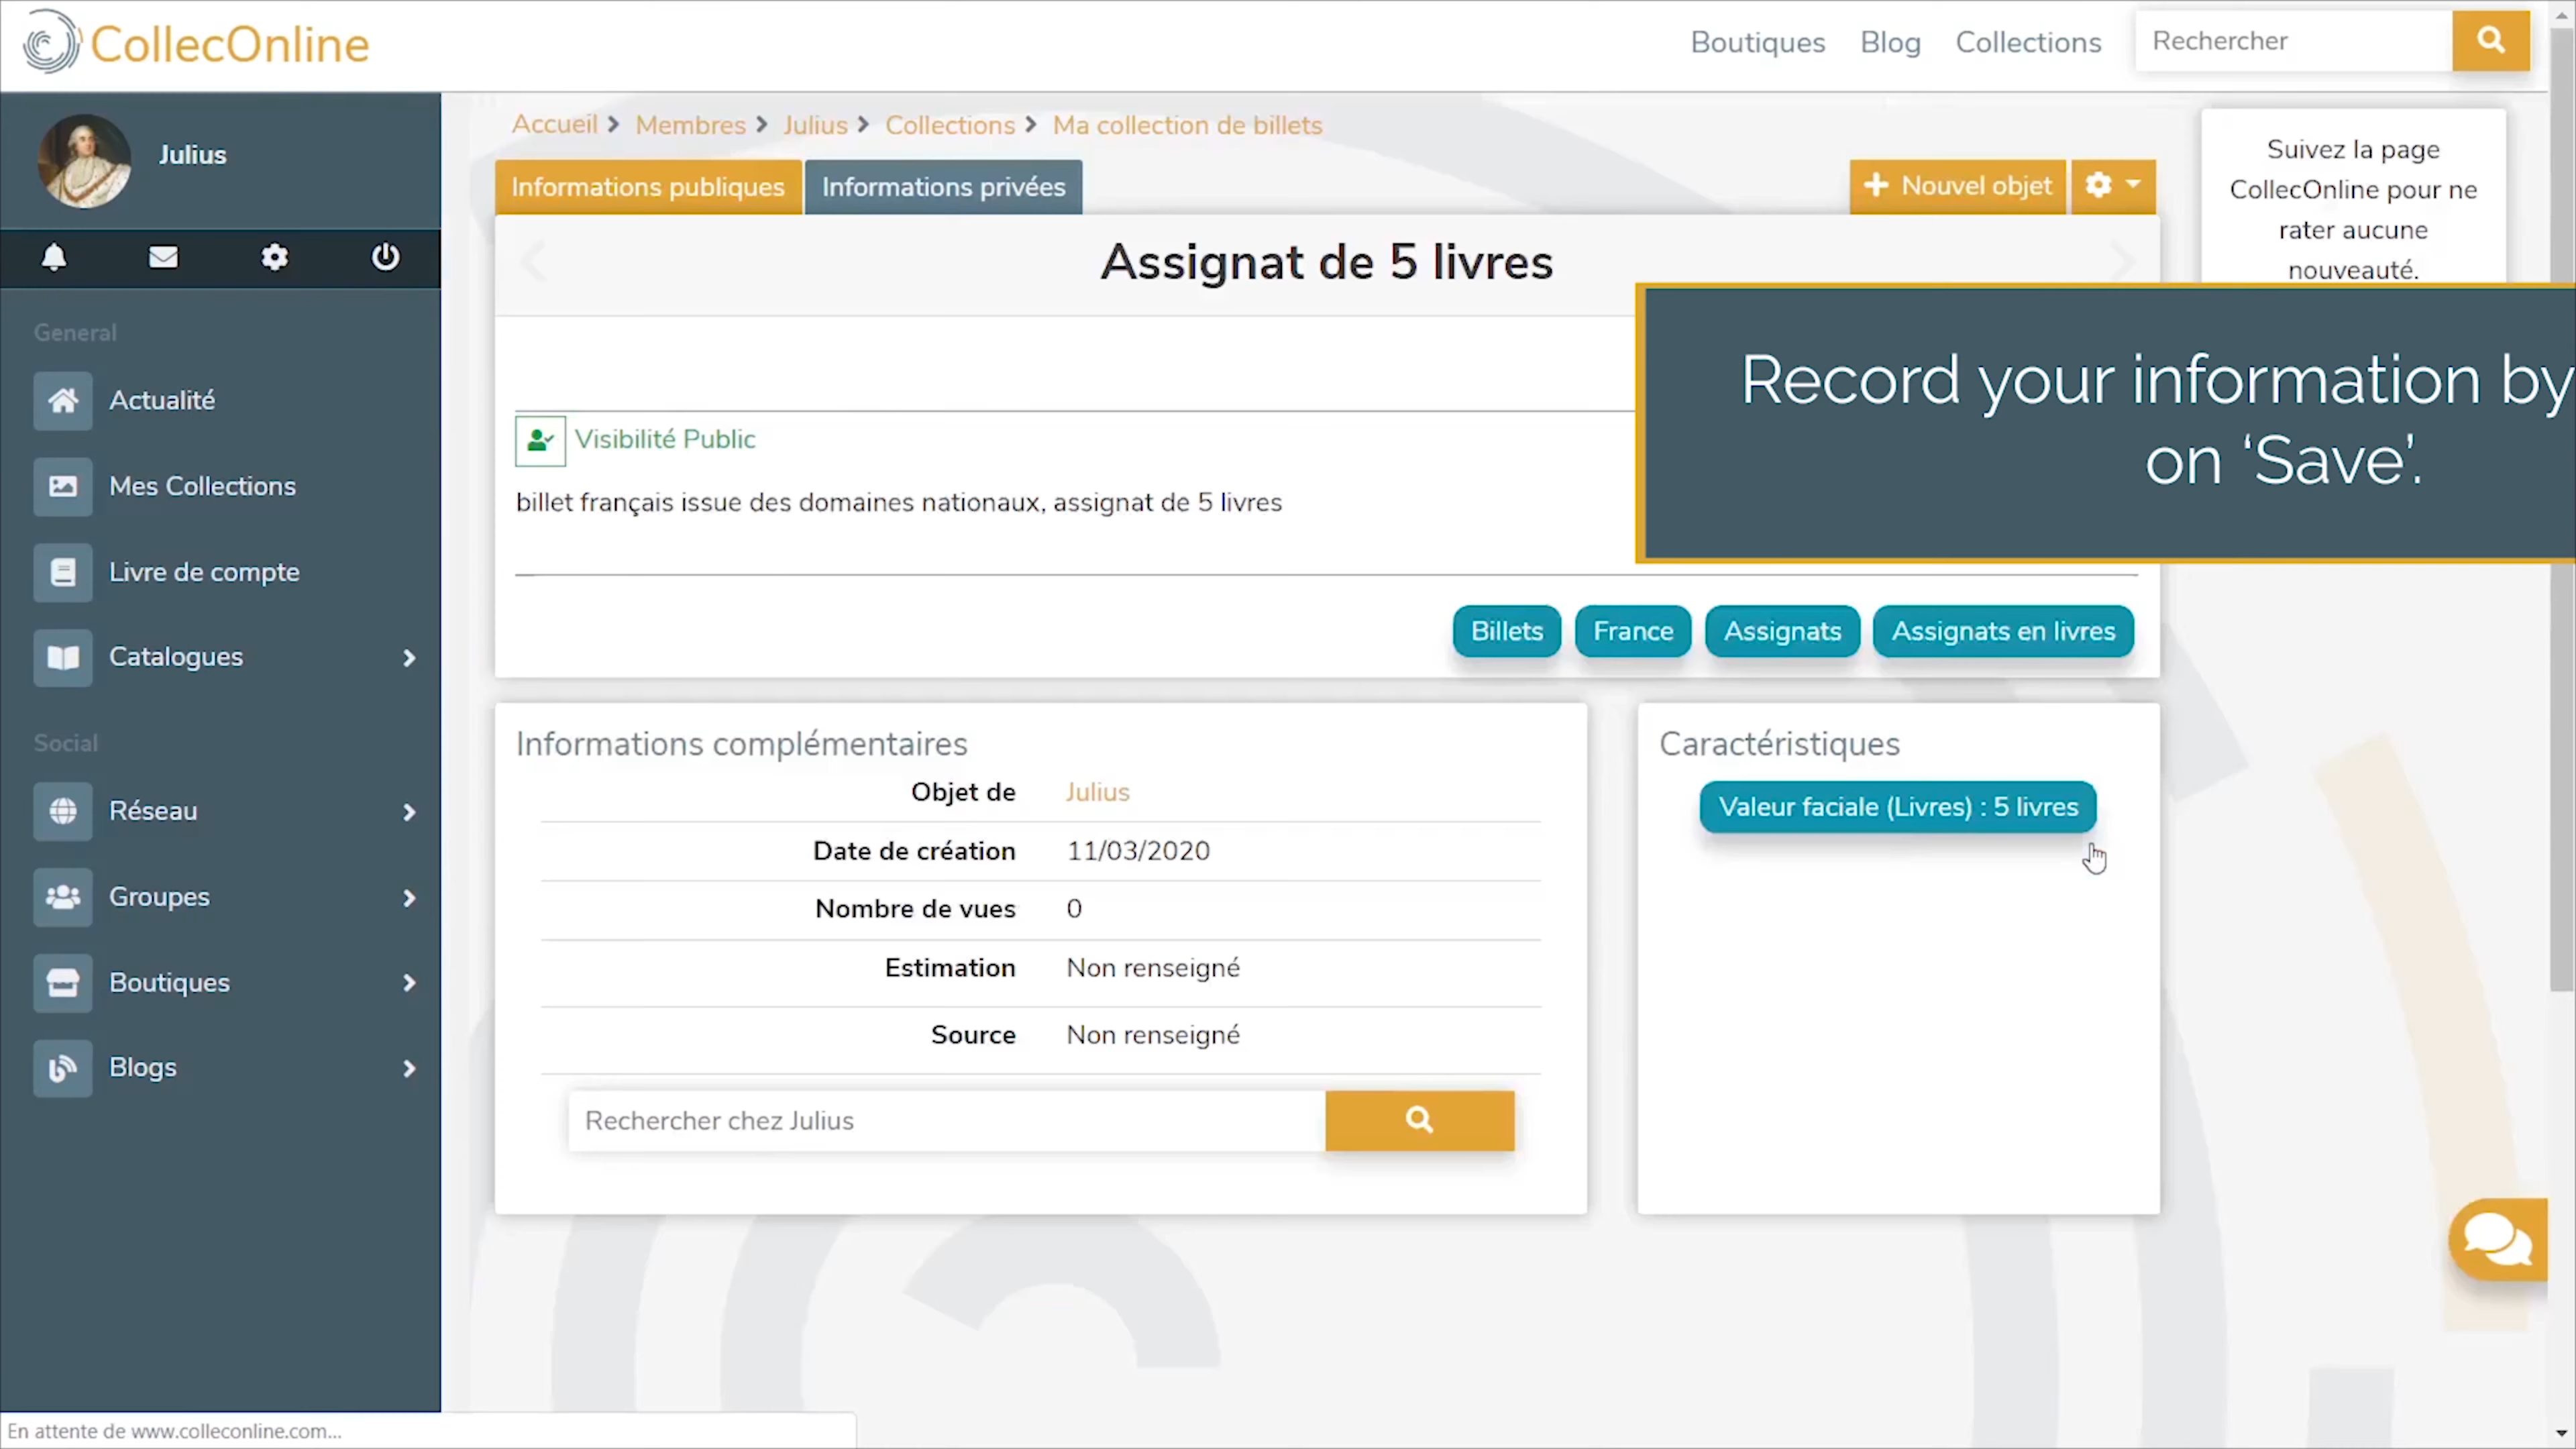 CollecOnline
Boutiques Blog Collections Rechercher
Julius
General
Actualité
Mes Collections
Livre de compte
Catalogues
Social
Réseau
Groupes
Boutiques
Blogs
Accueil Membres Julius Collections Ma collection de billets
Informations publiques Informations privées
Nouvel objet
Assignat de 5 livres
Visibilité Public
billet français issue des domaines nationaux, assignat de 5 livres
Billets France Assignats Assignats en livres
Informations complémentaires
Objet de Julius
Date de création 11/03/2020
Nombre de vues 0
Estimation Non renseigné
Source Non renseigné
Rechercher chez Julius
Caractéristiques
Valeur faciale (Livres) : 5 livres
Suivez la page
CollecOnline pour ne
rater aucune
nouveauté.
Record your information by
on ‘Save’.
En attente de www.colleconline.com...